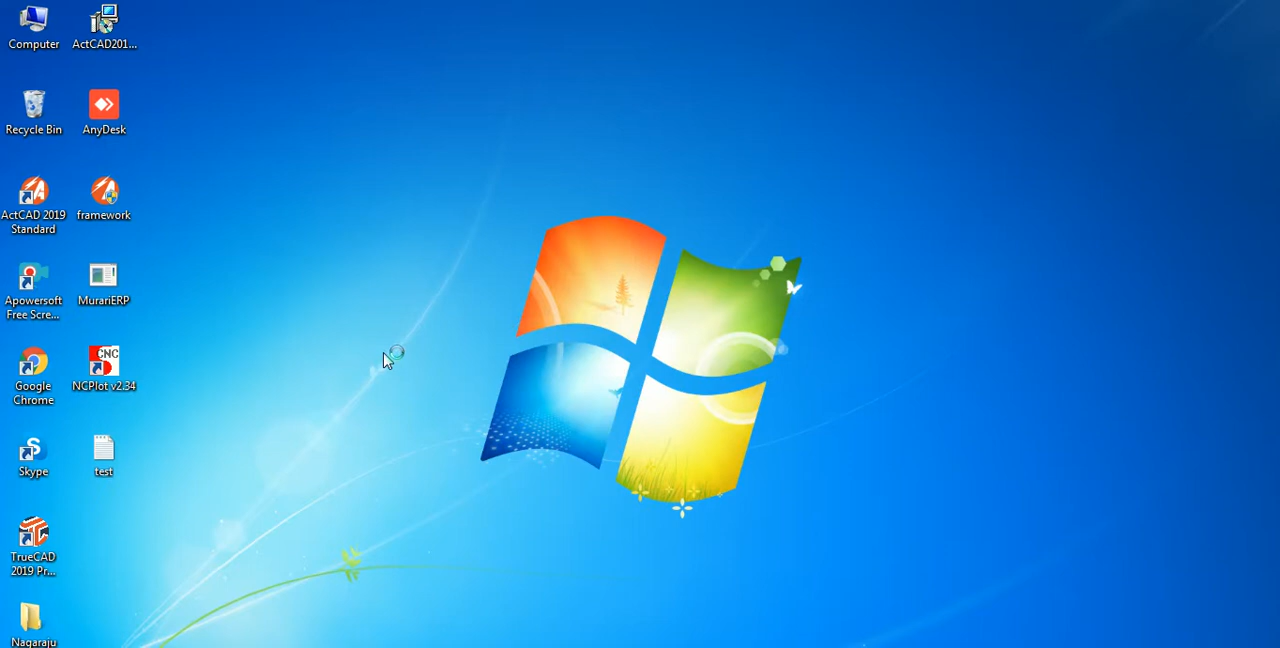 Computer
ActCAD201...
Recycle Bin
AnyDesk
ActCAD 2019
Standard
framework
Apowersoft
Free Scre...
MurariERP
Google
Chrome
CNC
NCPlot v2.34
Skype
test
TrueCAD
2019 Pr...
Nagaraju